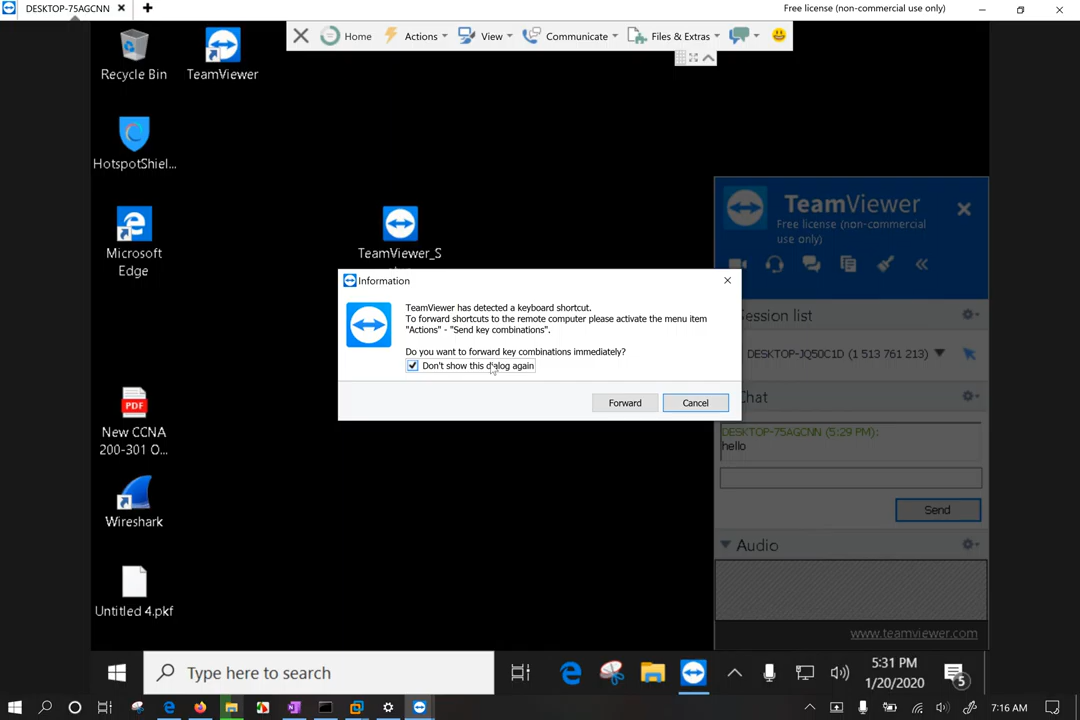 DESKTOP-75AGCNN
Free license (non-commercial use only)
Home
Actions
View
Communicate
Files & Extras
Recycle Bin
TeamViewer
HotspotShiel...
Microsoft
Edge
TeamViewer_S
New CCNA
200-301 O...
Wireshark
Untitled 4.pkf
TeamViewer
Free license (non-commercial
use only)
Session list
DESKTOP-JQ50C1D (1 513 761 213)
Chat
DESKTOP-75AGCNN (5:29 PM):
hello
Send
Audio
www.teamviewer.com
Information
TeamViewer has detected a keyboard shortcut.
To forward shortcuts to the remote computer please activate the menu item
"Actions" - "Send key combinations".
Do you want to forward key combinations immediately?
Don't show this dialog again
Forward
Cancel
Type here to search
5:31 PM
1/20/2020
5
7:16 AM